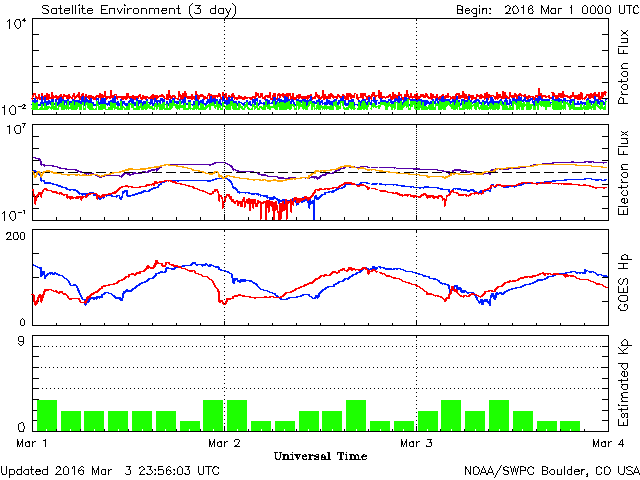 Satellite Environment (3 day) Begin: 2016 Mar 1 0000 UTC
10^4
10^-2
Proton Flux
10^7
10^-1
Electron Flux
200
0
GOES Hp
9
0
Estimated Kp
Mar 1 Mar 2 Mar 3 Mar 4
Universal Time
Updated 2016 Mar 3 23:56:03 UTC NOAA/SWPC Boulder, CO USA